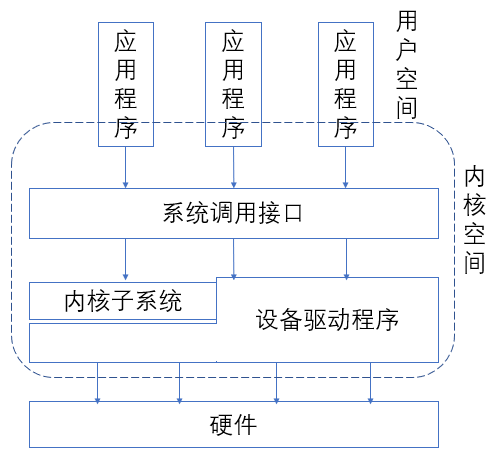 应用程序
应用程序
应用程序
用户空间
内核空间
系统调用接口
内核子系统
设备驱动程序
硬件